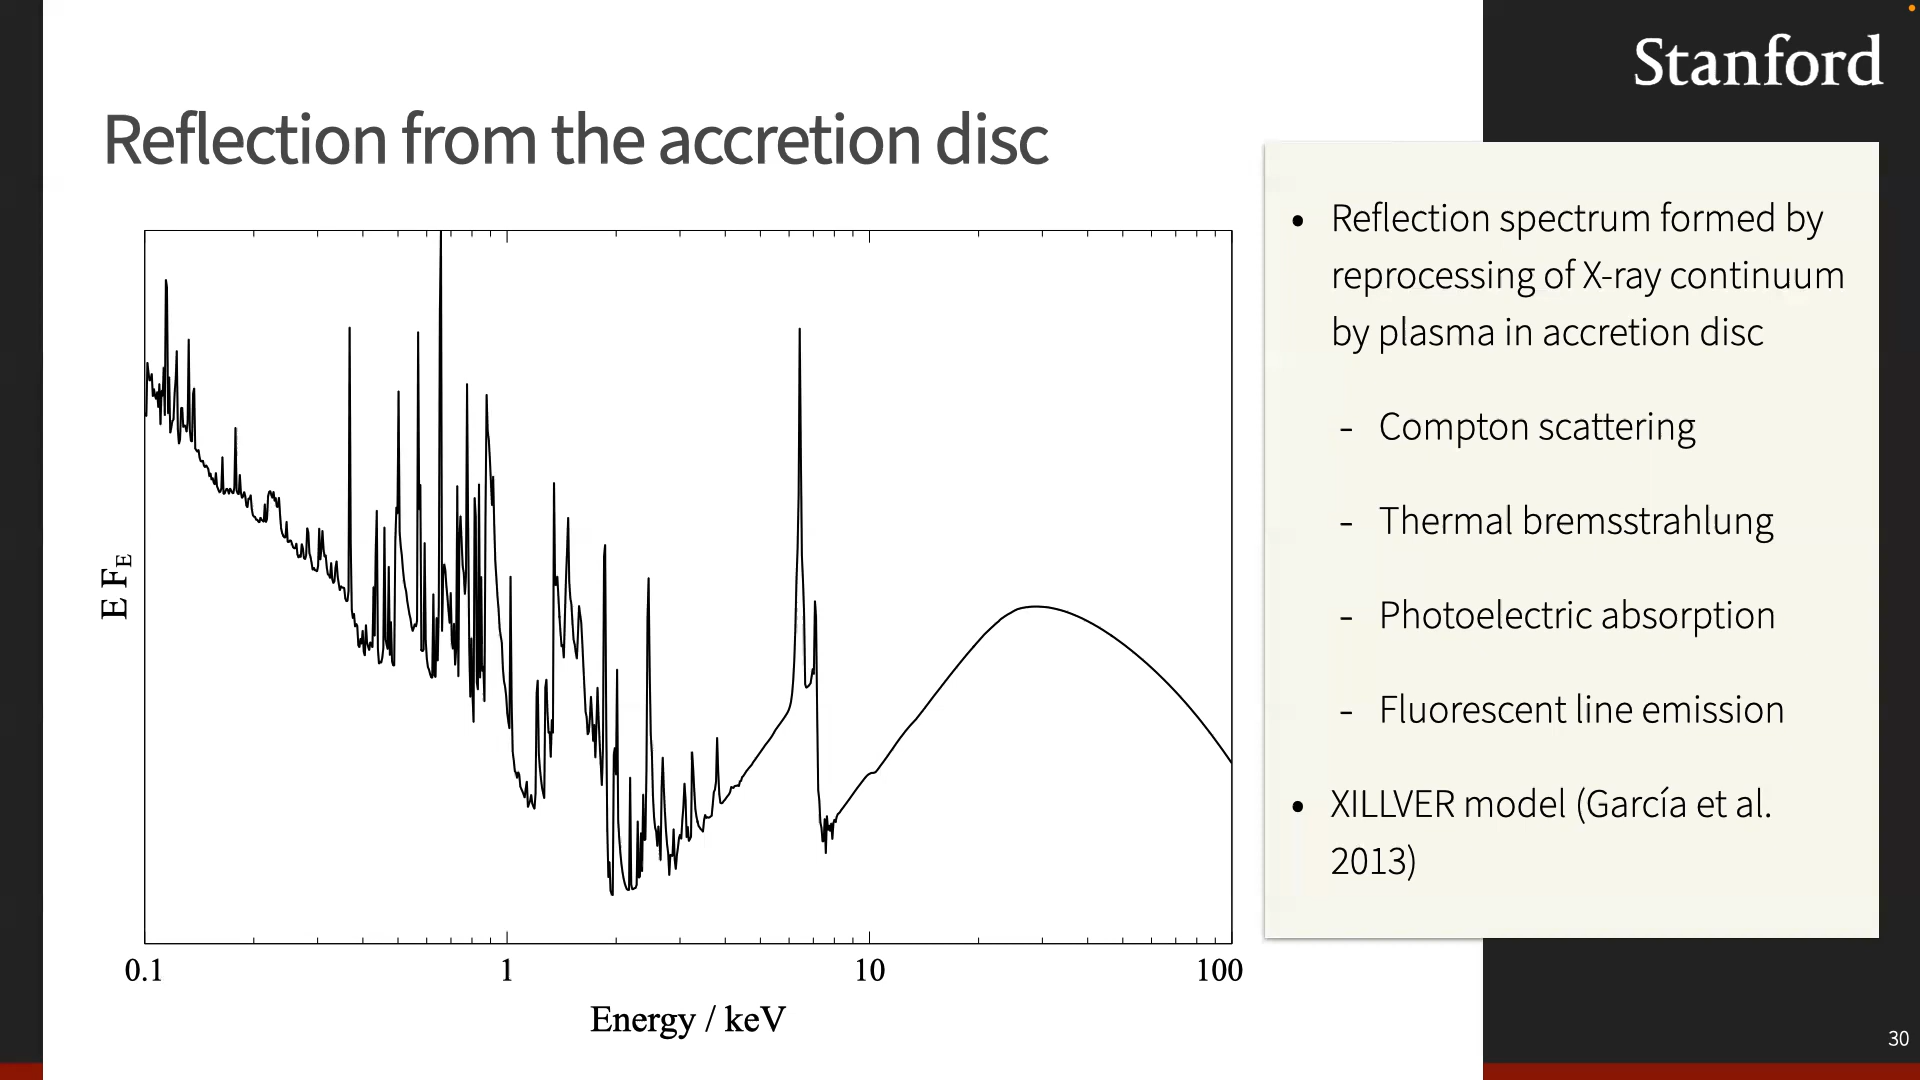 Stanford
Reflection from the accretion disc
E F_E
0.1 1 10 100
Energy / keV
• Reflection spectrum formed by
reprocessing of X-ray continuum
by plasma in accretion disc
- Compton scattering
- Thermal bremsstrahlung
- Photoelectric absorption
- Fluorescent line emission
• XILLVER model (García et al.
2013)
30